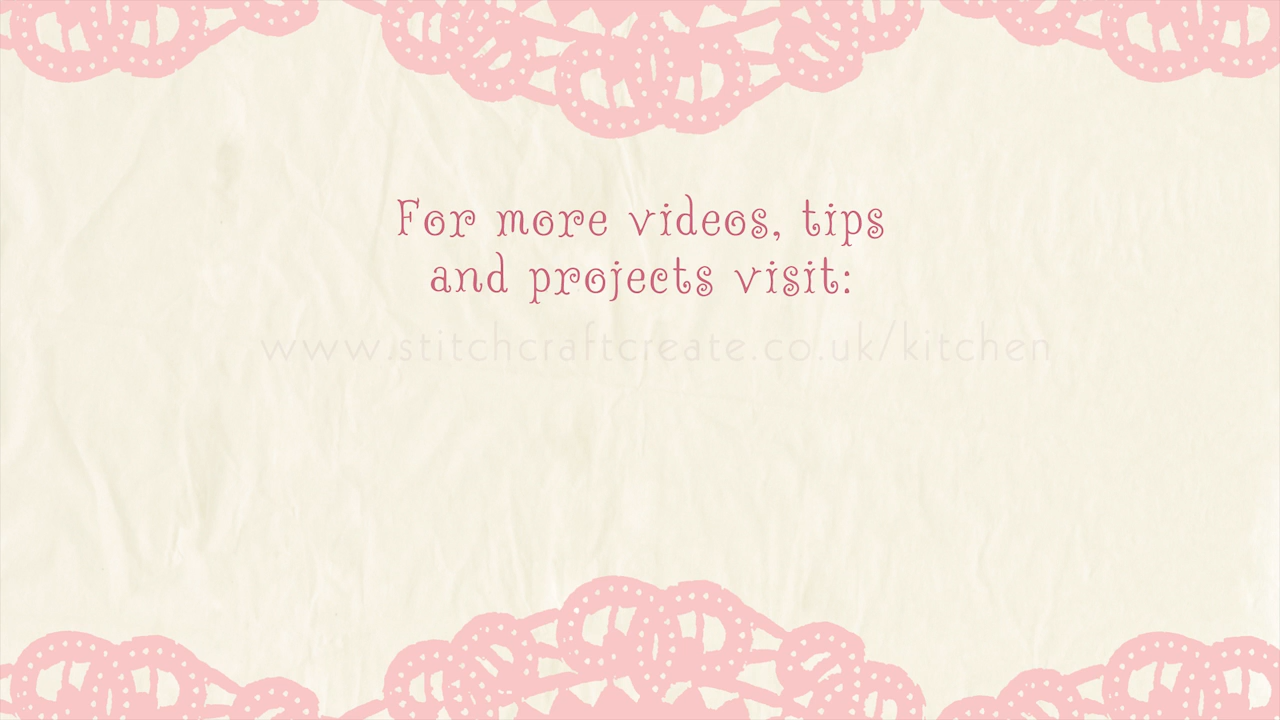 For more videos, tips
and projects visit:
www.stitchcraftcreate.co.uk/kitchen